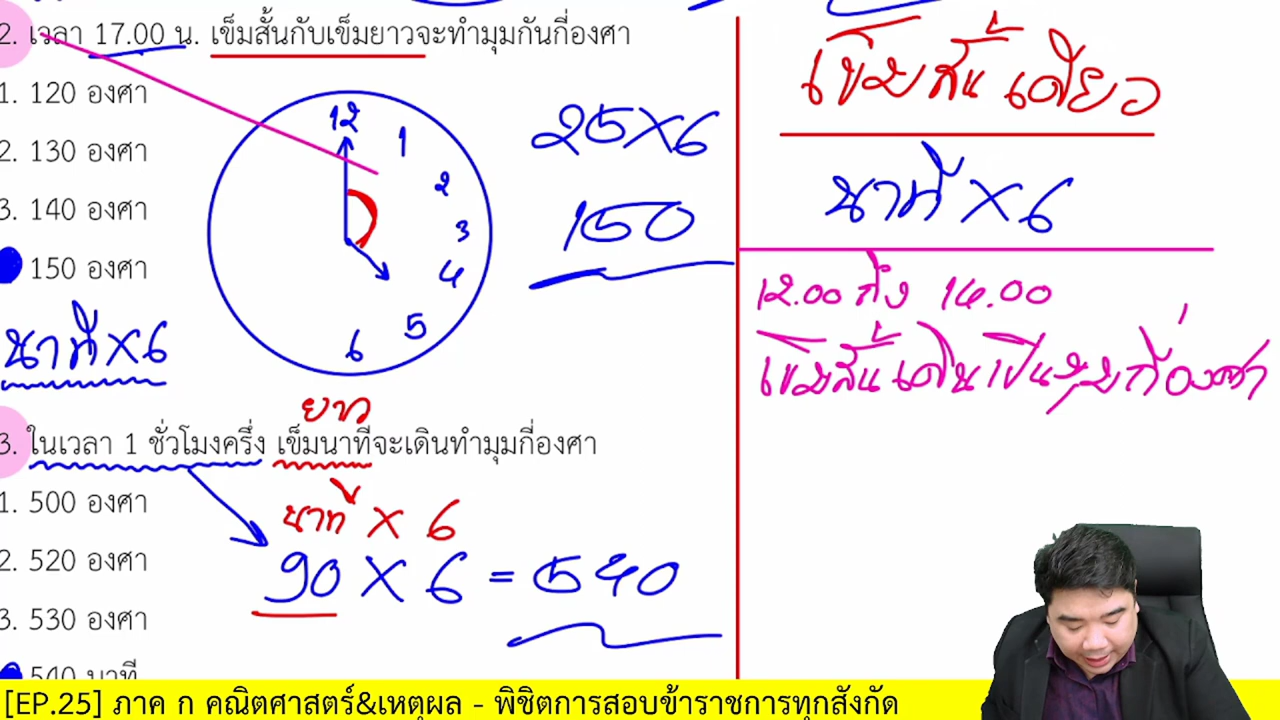 2. เวลา 17.00 น. เข็มสั้นกับเข็มยาวจะทำมุมกันกี่องศา
1. 120 องศา
2. 130 องศา
3. 140 องศา
150 องศา
นาที × 6
12
1
2
3
4
5
6
25 × 6
150
ยาว
3. ในเวลา 1 ชั่วโมงครึ่ง เข็มนาทีจะเดินทำมุมกี่องศา
1. 500 องศา
2. 520 องศา
3. 530 องศา
540 นาที
นาที × 6
90 × 6 = 540
เข็มสั้น เดียว
นาที × 6
12.00 ถึง 14.00
เข็มสั้น เดินเป็นมุมกี่องศา
[EP.25] ภาค ก คณิตศาสตร์&เหตุผล - พิชิตการสอบข้าราชการทุกสังกัด